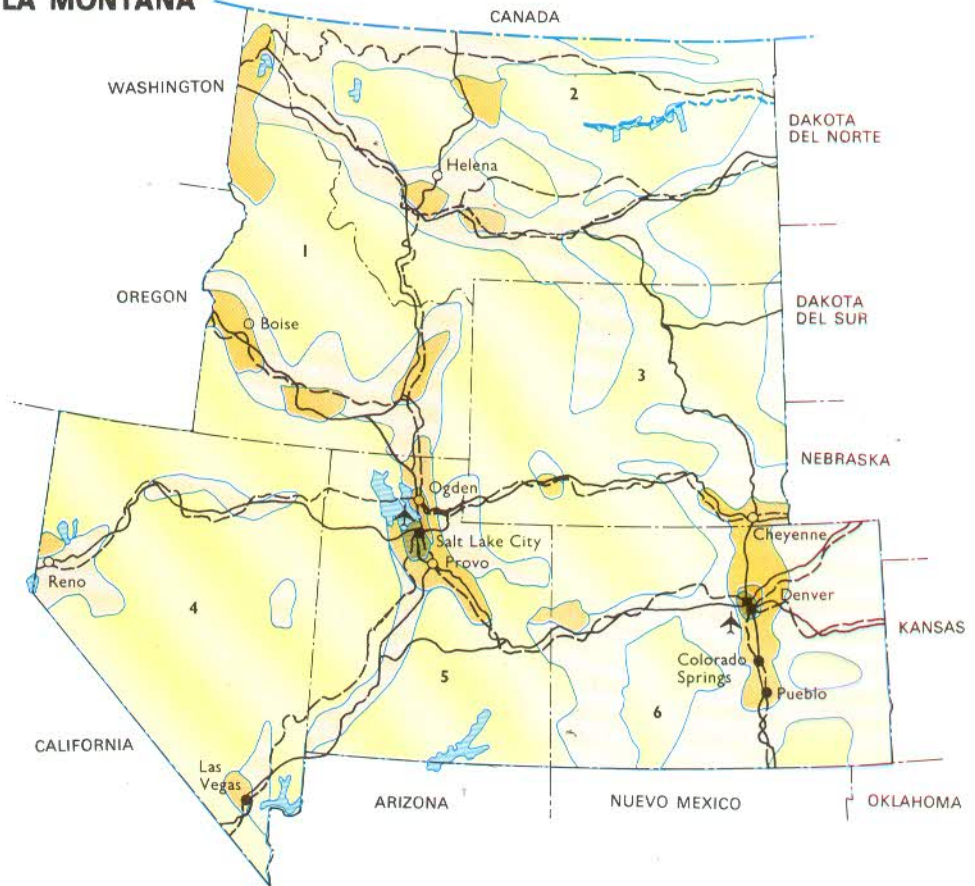 LA MONTAÑA
CANADA
WASHINGTON
2
DAKOTA
DEL NORTE
Helena
1
OREGON
Boise
DAKOTA
DEL SUR
3
NEBRASKA
Ogden
Salt Lake City
Provo
Cheyenne
Reno
4
Denver
KANSAS
Colorado
Springs
5
Pueblo
6
CALIFORNIA
Las
Vegas
ARIZONA
NUEVO MEXICO
OKLAHOMA